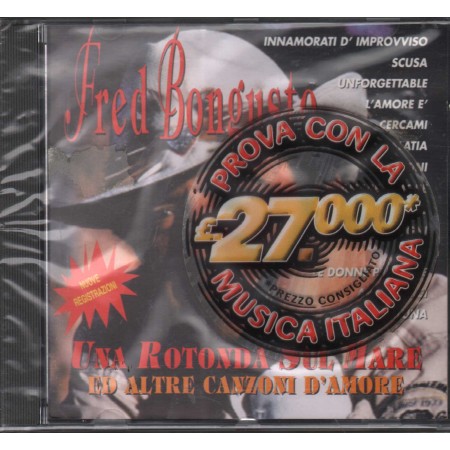 INNAMORATI D' IMPROVVISO
SCUSA
UNFORGETTABLE
L'AMORE E'
CERCAMI
Fred Bongusto
PROVA CON LA
£27.000*
*PREZZO CONSIGLIATO
MUSICA ITALIANA
NUOVE
REGISTRAZIONI
E DONNE
UNA ROTONDA SUL MARE
ED ALTRE CANZONI D'AMORE